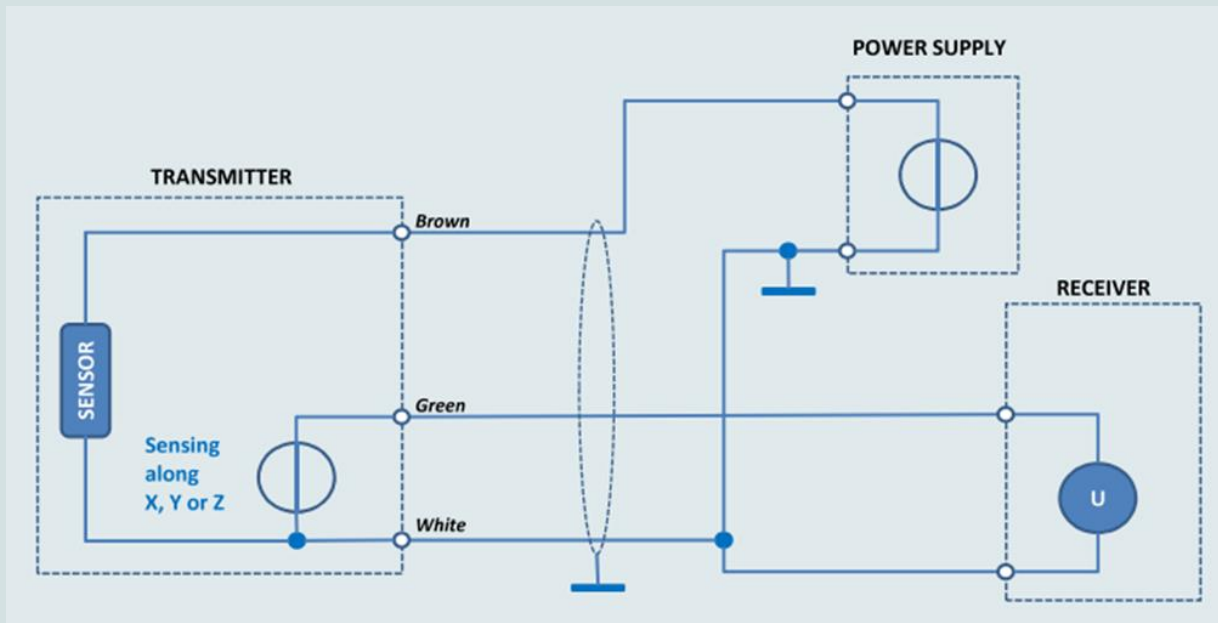 POWER SUPPLY
TRANSMITTER
Brown
RECEIVER
SENSOR
Green
Sensing
along
X, Y or Z
U
White